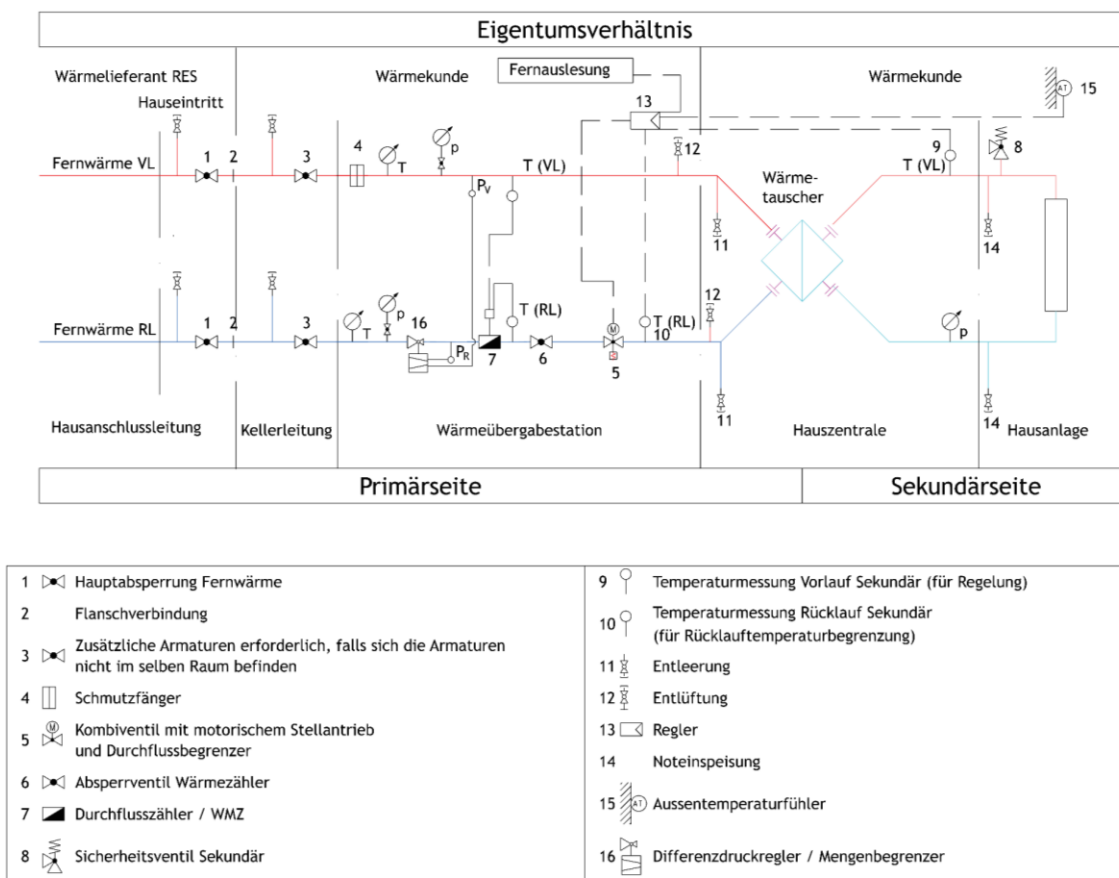 Eigentumsverhältnis
Wärmelieferant RES
Wärmekunde
Fernauslesung
Wärmekunde
Hauseintritt
13
AT
15
1
2
3
4
T
p
12
9
8
Fernwärme VL
T (VL)
T (VL)
Wärme-
tauscher
P_V
11
14
Fernwärme RL
1
2
3
T
p
16
P_R
7
T (RL)
6
M
5
T (RL)
10
12
p
11
14
Hausanschlussleitung
Kellerleitung
Wärmeübergabestation
Hauszentrale
Hausanlage
Primärseite
Sekundärseite
1 Hauptabsperrung Fernwärme
2 Flanschverbindung
3 Zusätzliche Armaturen erforderlich, falls sich die Armaturen
nicht im selben Raum befinden
4 Schmutzfänger
5 M Kombiventil mit motorischem Stellantrieb
und Durchflussbegrenzer
6 Absperrventil Wärmezähler
7 Durchflusszähler / WMZ
8 Sicherheitsventil Sekundär
9 Temperaturmessung Vorlauf Sekundär (für Regelung)
10 Temperaturmessung Rücklauf Sekundär
(für Rücklauftemperaturbegrenzung)
11 Entleerung
12 Entlüftung
13 Regler
14 Noteinspeisung
15 AT Aussentemperaturfühler
16 Differenzdruckregler / Mengenbegrenzer